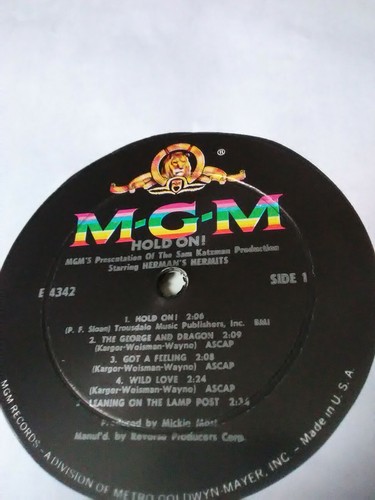 ®
M-G-M
HOLD ON!
MGM'S Presentation Of The Sam Katzman Production
Starring HERMAN'S HERMITS
E 4342
SIDE 1
1. HOLD ON! 2:06
(P. F. Sloan) Trousdale Music Publishers, Inc. BMI
2. THE GEORGE AND DRAGON 2:09
(Karger-Weisman-Wayne) ASCAP
3. GOT A FEELING 2:08
(Karger-Weisman-Wayne) ASCAP
4. WILD LOVE 2:24
(Karger-Weisman-Wayne) ASCAP
LEANING ON THE LAMP POST
Produced by Mickie Most
Manuf'd. by Reverse Producers Corp.
MGM RECORDS - A DIVISION OF METRO GOLDWYN-MAYER, INC - Made in U.S.A.